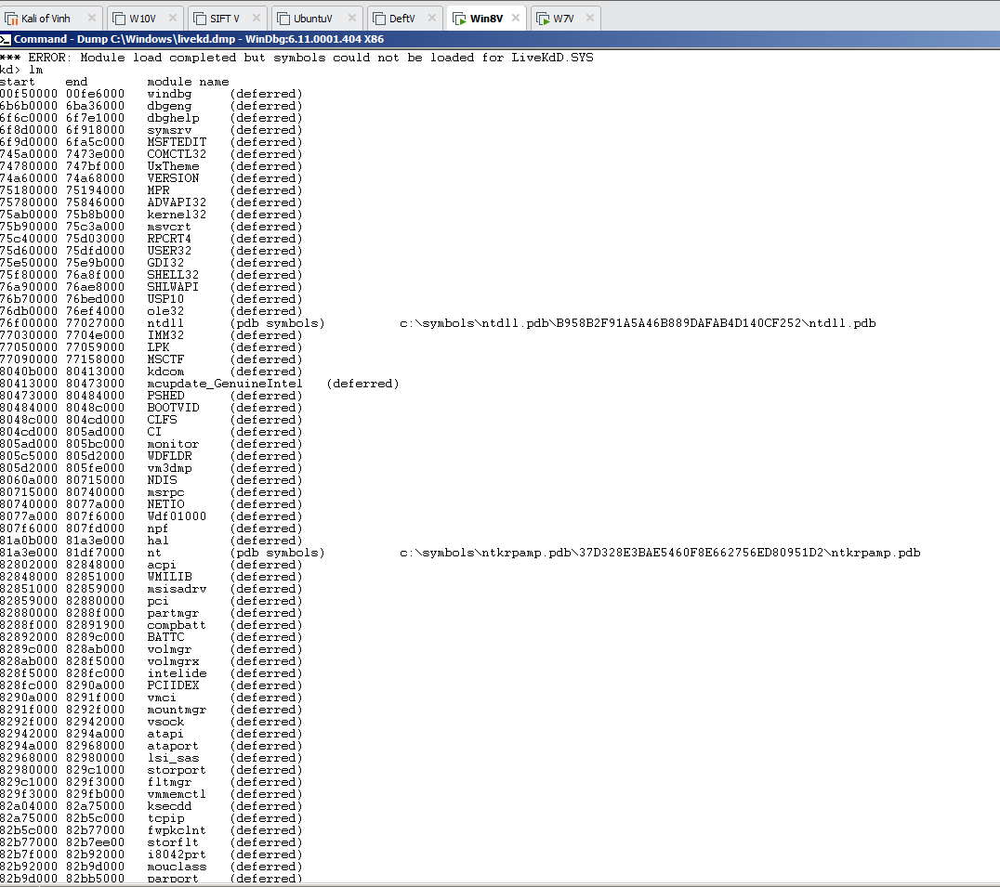 Kali of Vinh W10V SIFT V UbuntuV DeftV Win8V W7V
Command - Dump C:\Windows\livekd.dmp - WinDbg:6.11.0001.404 X86
*** ERROR: Module load completed but symbols could not be loaded for LiveKdD.SYS
kd> lm
start end module name
00f50000 00fe6000 windbg (deferred)
6b6b0000 6ba36000 dbgeng (deferred)
6f6c0000 6f7e1000 dbghelp (deferred)
6f8d0000 6f918000 symsrv (deferred)
6f9d0000 6fa5c000 MSFTEDIT (deferred)
745a0000 7473e000 COMCTL32 (deferred)
74780000 747bf000 UxTheme (deferred)
74a60000 74a68000 VERSION (deferred)
75180000 75194000 MPR (deferred)
75780000 75846000 ADVAPI32 (deferred)
75ab0000 75b8b000 kernel32 (deferred)
75b90000 75c3a000 msvcrt (deferred)
75c40000 75d03000 RPCRT4 (deferred)
75d60000 75dfd000 USER32 (deferred)
75e50000 75e9b000 GDI32 (deferred)
75f80000 76a8f000 SHELL32 (deferred)
76a90000 76ae8000 SHLWAPI (deferred)
76b70000 76bed000 USP10 (deferred)
76db0000 76ef4000 ole32 (deferred)
76f00000 77027000 ntdll (pdb symbols) c:\symbols\ntdll.pdb\B958B2F91A5A46B889DAFAB4D140CF252\ntdll.pdb
77030000 7704e000 IMM32 (deferred)
77050000 77059000 LPK (deferred)
77090000 77158000 MSCTF (deferred)
8040b000 80413000 kdcom (deferred)
80413000 80473000 mcupdate_GenuineIntel (deferred)
80473000 80484000 PSHED (deferred)
80484000 8048c000 BOOTVID (deferred)
8048c000 804cd000 CLFS (deferred)
804cd000 805ad000 CI (deferred)
805ad000 805bc000 monitor (deferred)
805c5000 805d2000 WDFLDR (deferred)
805d2000 805fe000 vm3dmp (deferred)
8060a000 80715000 NDIS (deferred)
80715000 80740000 msrpc (deferred)
80740000 8077a000 NETIO (deferred)
8077a000 807f6000 Wdf01000 (deferred)
807f6000 807fd000 npf (deferred)
81a0b000 81a3e000 hal (deferred)
81a3e000 81df7000 nt (pdb symbols) c:\symbols\ntkrpamp.pdb\37D328E3BAE5460F8E662756ED80951D2\ntkrpamp.pdb
82802000 82848000 acpi (deferred)
82848000 82851000 WMILIB (deferred)
82851000 82859000 msisadrv (deferred)
82859000 82880000 pci (deferred)
82880000 8288f000 partmgr (deferred)
8288f000 82891900 compbatt (deferred)
82892000 8289c000 BATTC (deferred)
8289c000 828ab000 volmgr (deferred)
828ab000 828f5000 volmgrx (deferred)
828f5000 828fc000 intelide (deferred)
828fc000 8290a000 PCIIDEX (deferred)
8290a000 8291f000 vmci (deferred)
8291f000 8292f000 mountmgr (deferred)
8292f000 82942000 vsock (deferred)
82942000 8294a000 atapi (deferred)
8294a000 82968000 ataport (deferred)
82968000 82980000 lsi_sas (deferred)
82980000 829c1000 storport (deferred)
829c1000 829f3000 fltmgr (deferred)
829f3000 829fb000 vmmemctl (deferred)
82a04000 82a75000 ksecdd (deferred)
82a75000 82b5c000 tcpip (deferred)
82b5c000 82b77000 fwpkclnt (deferred)
82b77000 82b7ee00 storflt (deferred)
82b7f000 82b92000 i8042prt (deferred)
82b92000 82b9d000 mouclass (deferred)
82b9d000 82bb5000 parport (deferred)